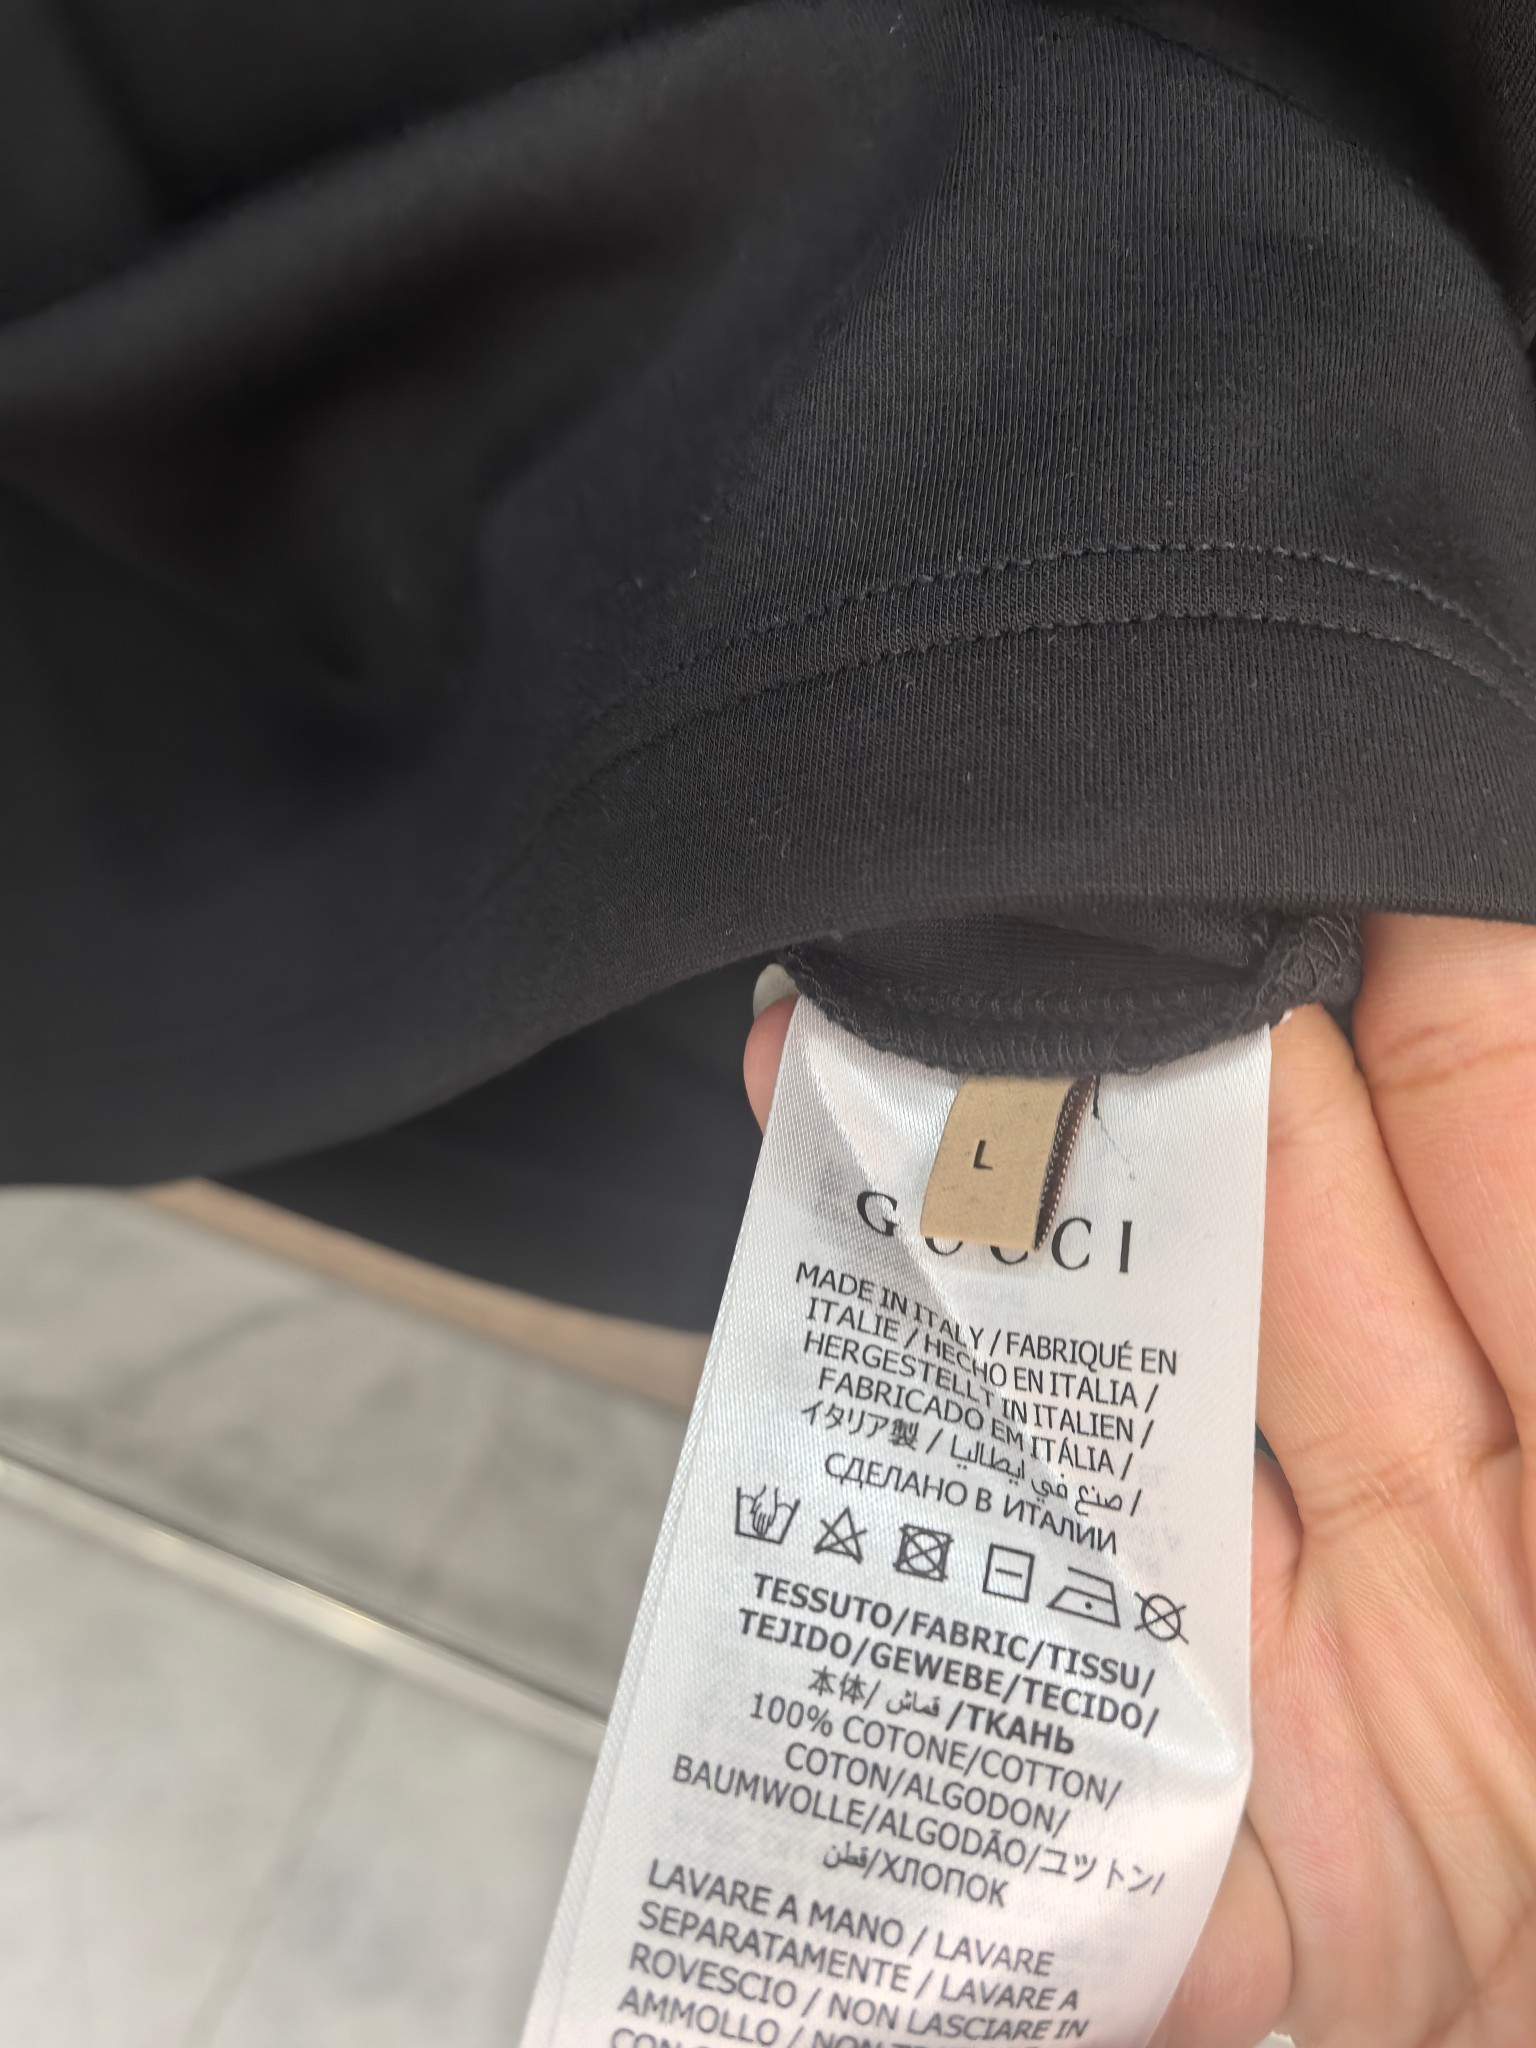 L
GUCCI
MADE IN ITALY / FABRIQUÉ EN
ITALIE / HECHO EN ITALIA /
HERGESTELLT IN ITALIEN /
FABRICADO EM ITÁLIA /
イタリア製 / صنع في ايطاليا /
СДЕЛАНО В ИТАЛИИ
TESSUTO/FABRIC/TISSU/
TEJIDO/GEWEBE/TECIDO/
本体/ قماش /ТКАНЬ
100% COTONE/COTTON/
COTON/ALGODON/
BAUMWOLLE/ALGODÃO/コツトン/
قطن/ХЛОПОК
LAVARE A MANO / LAVARE
SEPARATAMENTE / LAVARE A
ROVESCIO / NON LASCIARE IN
AMMOLLO / NON
CON